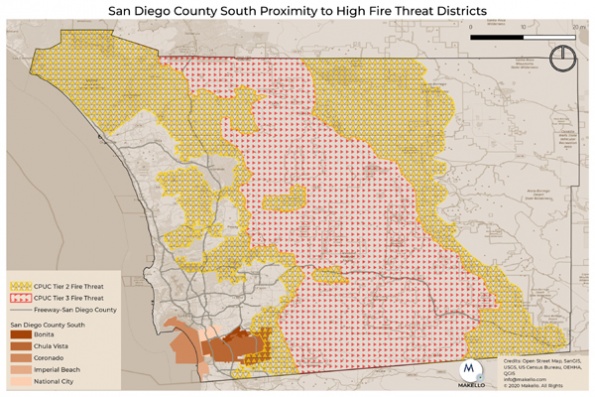 San Diego County South Proximity to High Fire Threat Districts
0 10 20 m
CPUC Tier 2 Fire Threat
CPUC Tier 3 Fire Threat
Freeway-San Diego County
San Diego County South
Bonita
Chula Vista
Coronado
Imperial Beach
National City
M
MAKELLO
Credits: Open Street Map, SanGIS,
USGS, US Census Bureau, OEHHA,
QGIS
info@makello.com
© 2020 Makello. All Rights